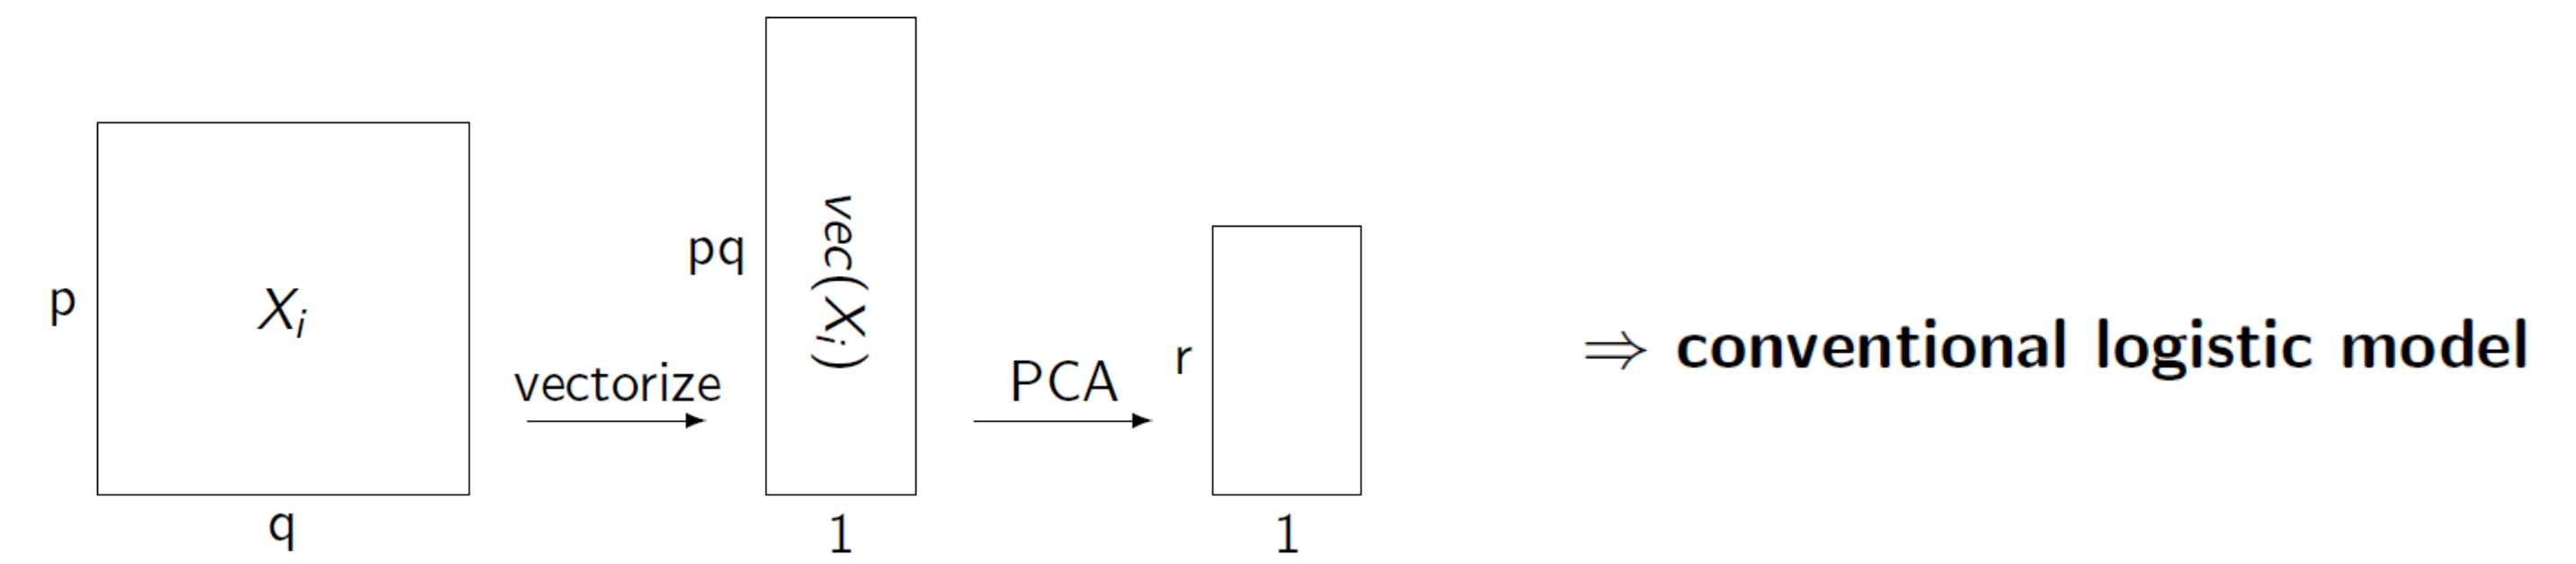 p
X_i
q
vectorize
pq
vec(X_i)
1
PCA
r
1
⇒ conventional logistic model